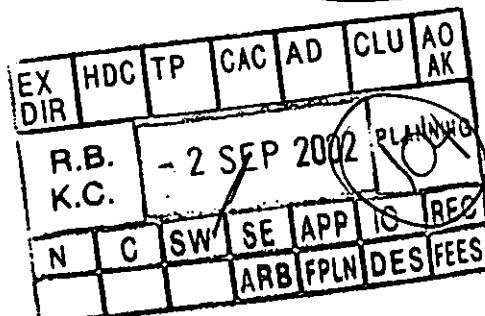 EX DIR HDC TP CAC AD CLU AO AK
R.B. K.C. - 2 SEP 2002 PLANNING
N C SW SE APP IO REC
ARB FPLN DES FEES